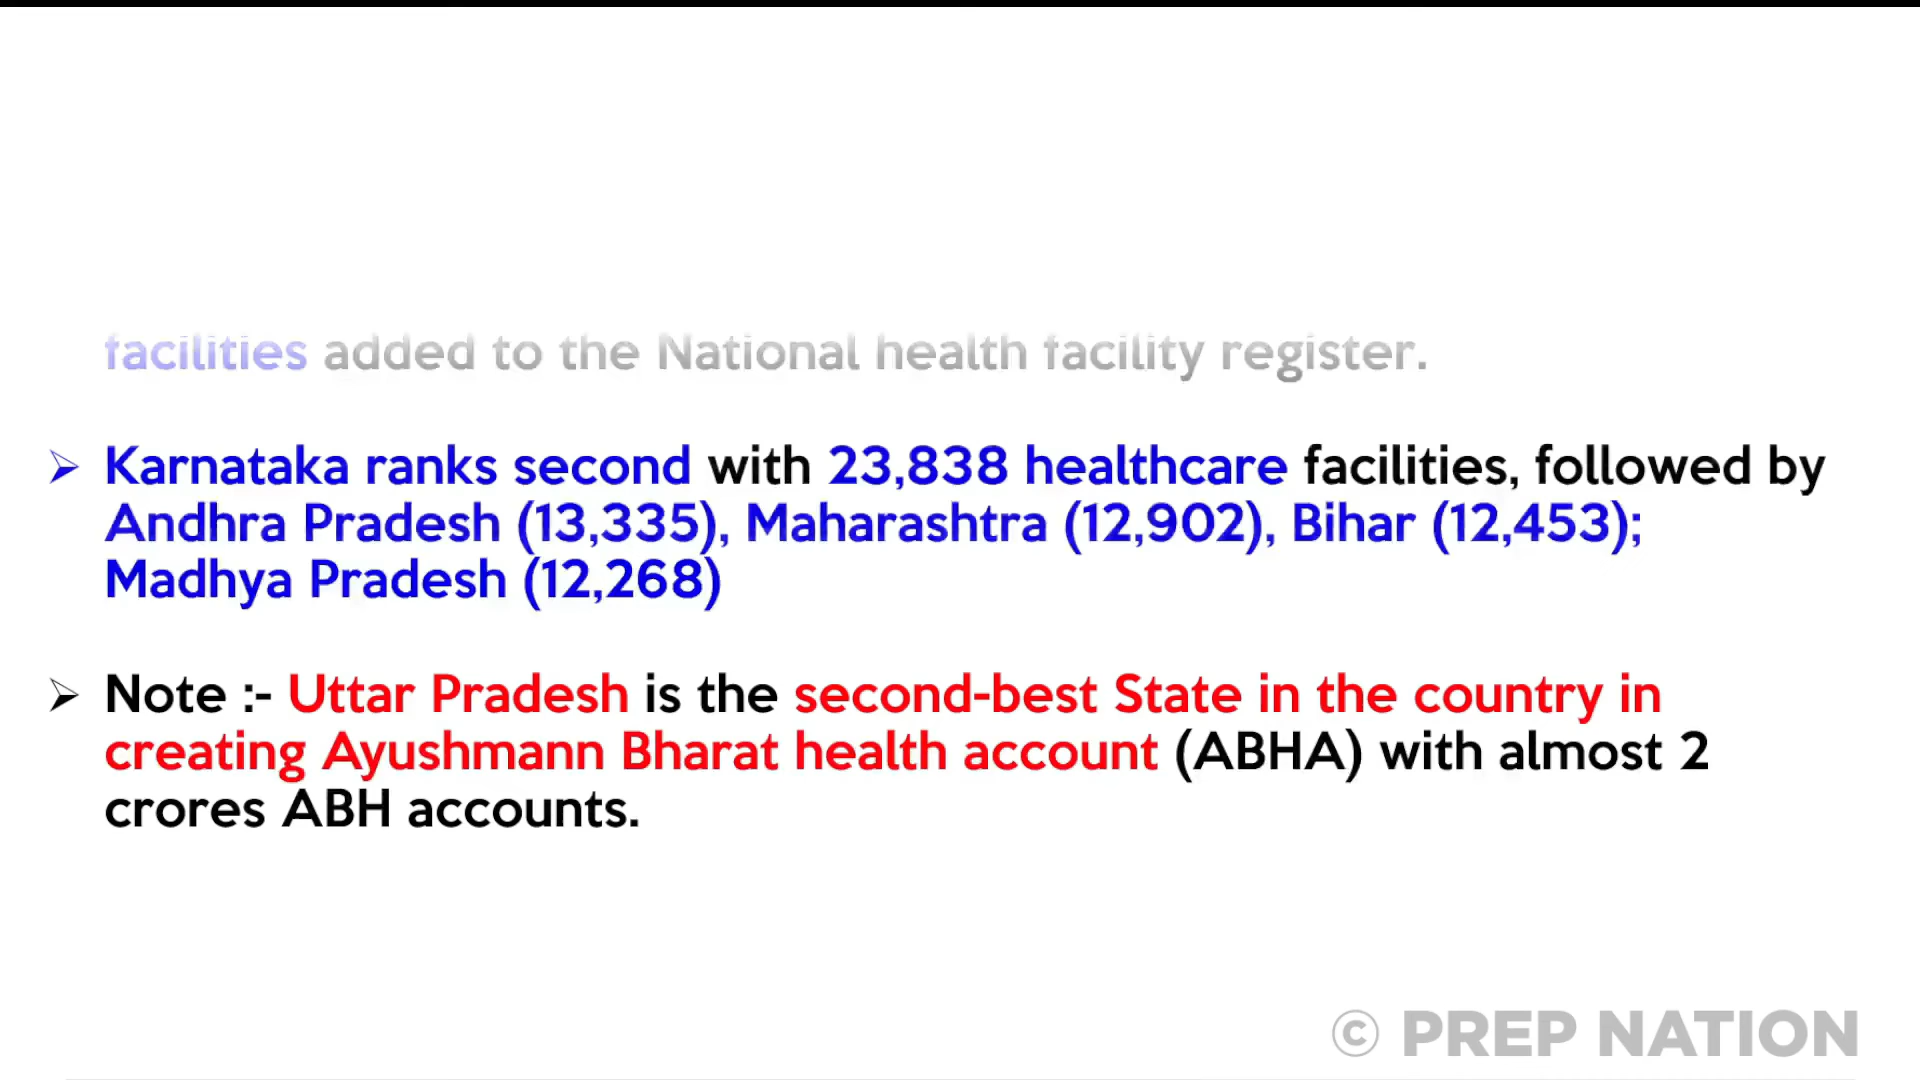 facilities added to the National health facility register.
➢ Karnataka ranks second with 23,838 healthcare facilities, followed by
Andhra Pradesh (13,335), Maharashtra (12,902), Bihar (12,453);
Madhya Pradesh (12,268)
➢ Note :- Uttar Pradesh is the second-best State in the country in
creating Ayushmann Bharat health account (ABHA) with almost 2
crores ABH accounts.
© PREP NATION